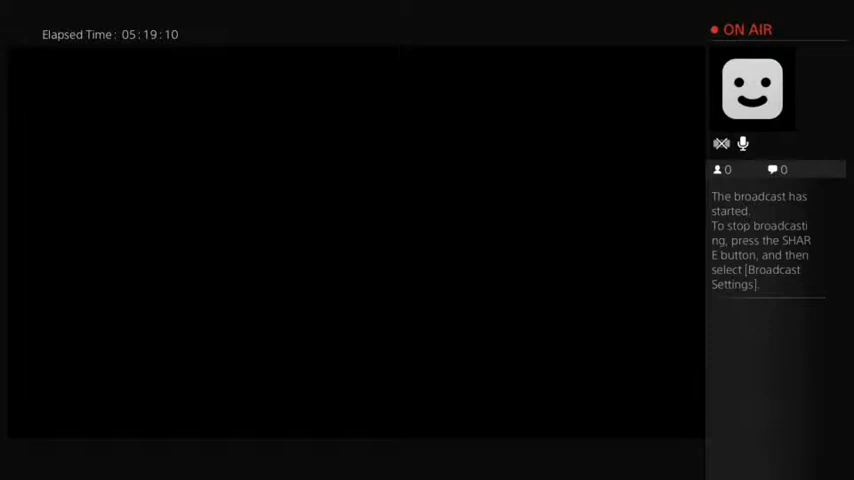 Elapsed Time: 05:19:10
ON AIR
0 0
The broadcast has
started.
To stop broadcasti
ng, press the SHAR
E button, and then
select [Broadcast
Settings].